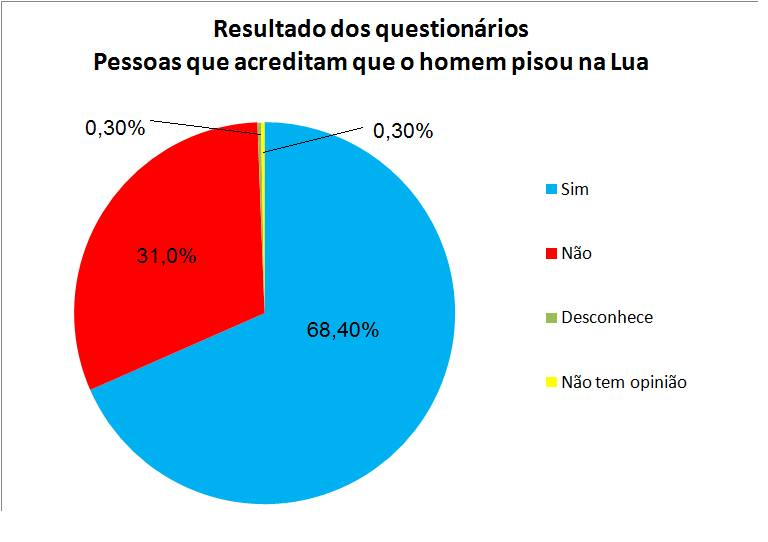 Resultado dos questionários
Pessoas que acreditam que o homem pisou na Lua
0,30%
0,30%
31,0%
68,40%
Sim
Não
Desconhece
Não tem opinião